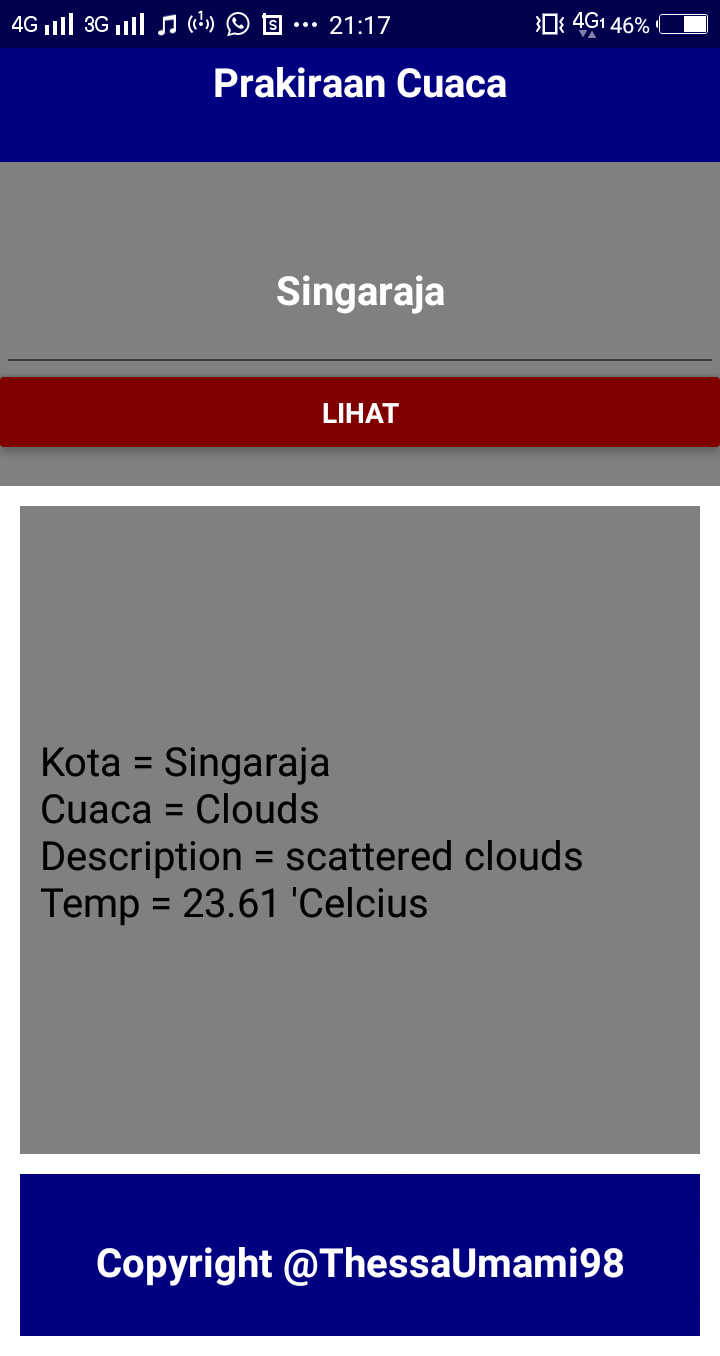 4G 3G 21:17 4G 46%
Prakiraan Cuaca
Singaraja
LIHAT
Kota = Singaraja
Cuaca = Clouds
Description = scattered clouds
Temp = 23.61 'Celcius
Copyright @ThessaUmami98